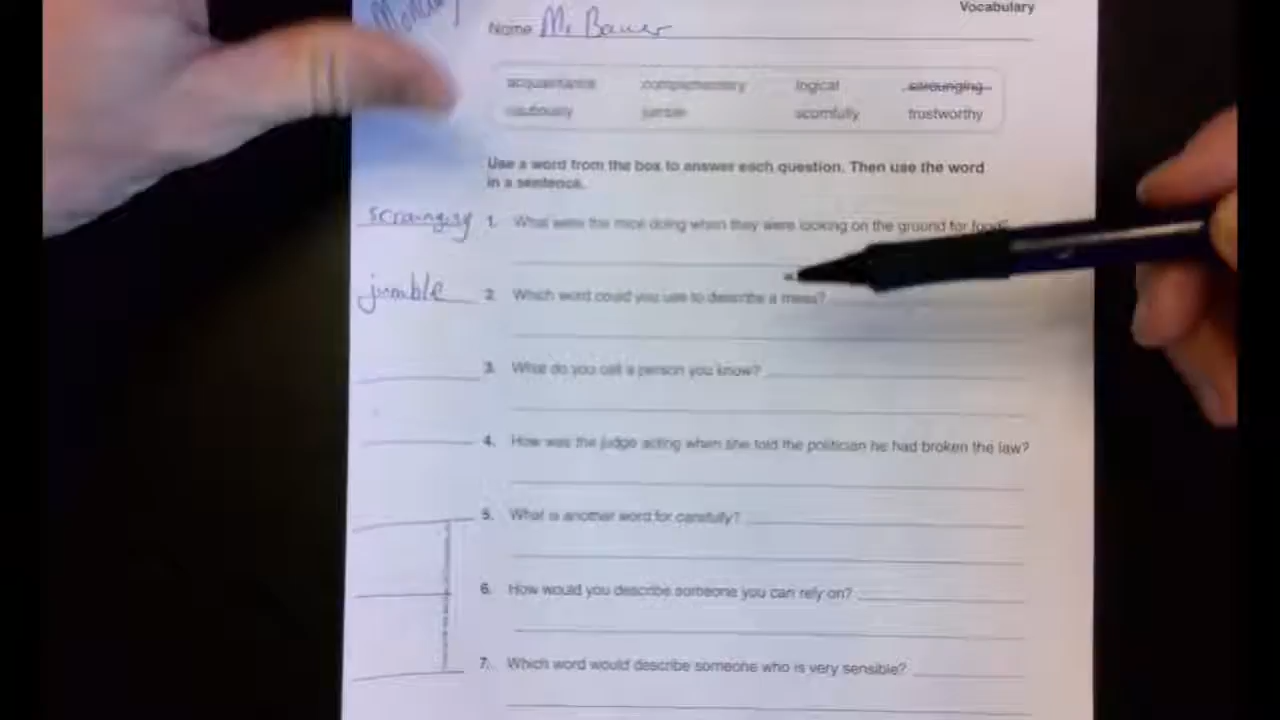 Monday
Vocabulary
Name Mr Bauer
acquaintance complimentary logical scrounging
cautiously jumble scornfully trustworthy
Use a word from the box to answer each question. Then use the word
in a sentence.
scrounging 1. What were the mice doing when they were looking on the ground for food?
jumble 2. Which word could you use to describe a mess?
3. What do you call a person you know?
4. How was the judge acting when she told the politician he had broken the law?
5. What is another word for carefully?
6. How would you describe someone you can rely on?
7. Which word would describe someone who is very sensible?